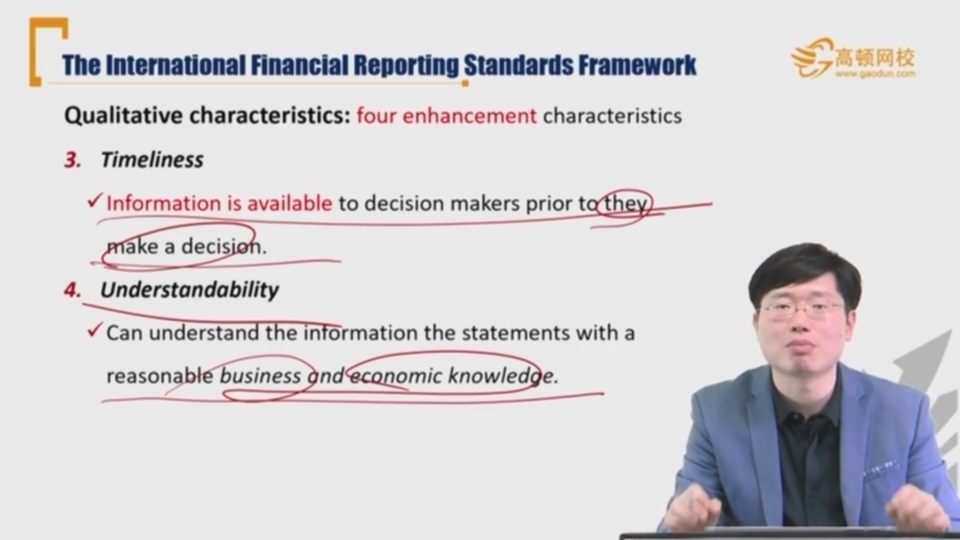 The International Financial Reporting Standards Framework
高顿网校
www.gaodun.com
Qualitative characteristics: four enhancement characteristics
3. Timeliness
✓Information is available to decision makers prior to they
make a decision.
4. Understandability
✓Can understand the information the statements with a
reasonable business and economic knowledge.